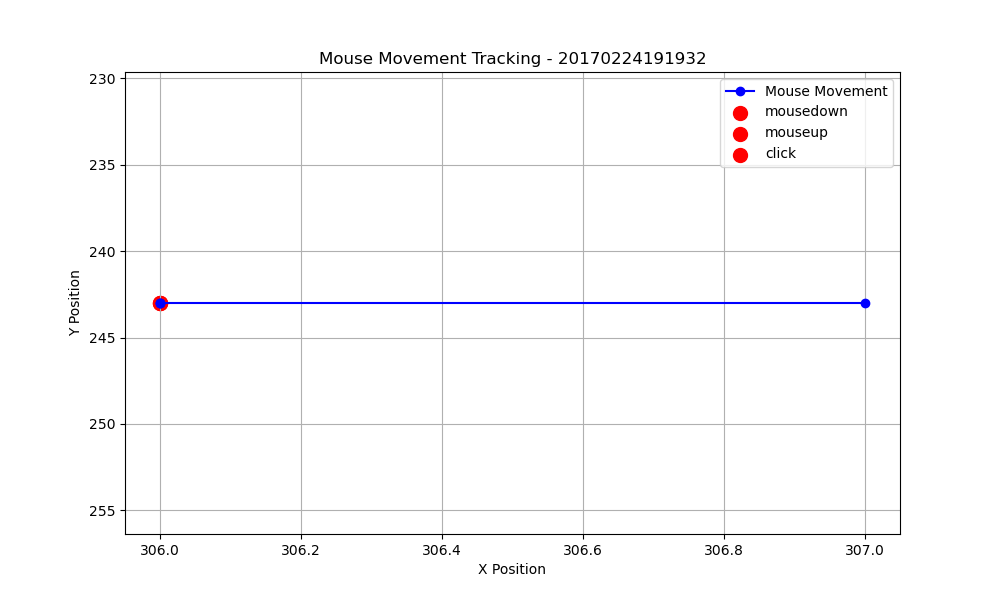 Mouse Movement Tracking - 20170224191932
Mouse Movement
mousedown
mouseup
click
230
235
240
245
250
255
Y Position
306.0 306.2 306.4 306.6 306.8 307.0
X Position